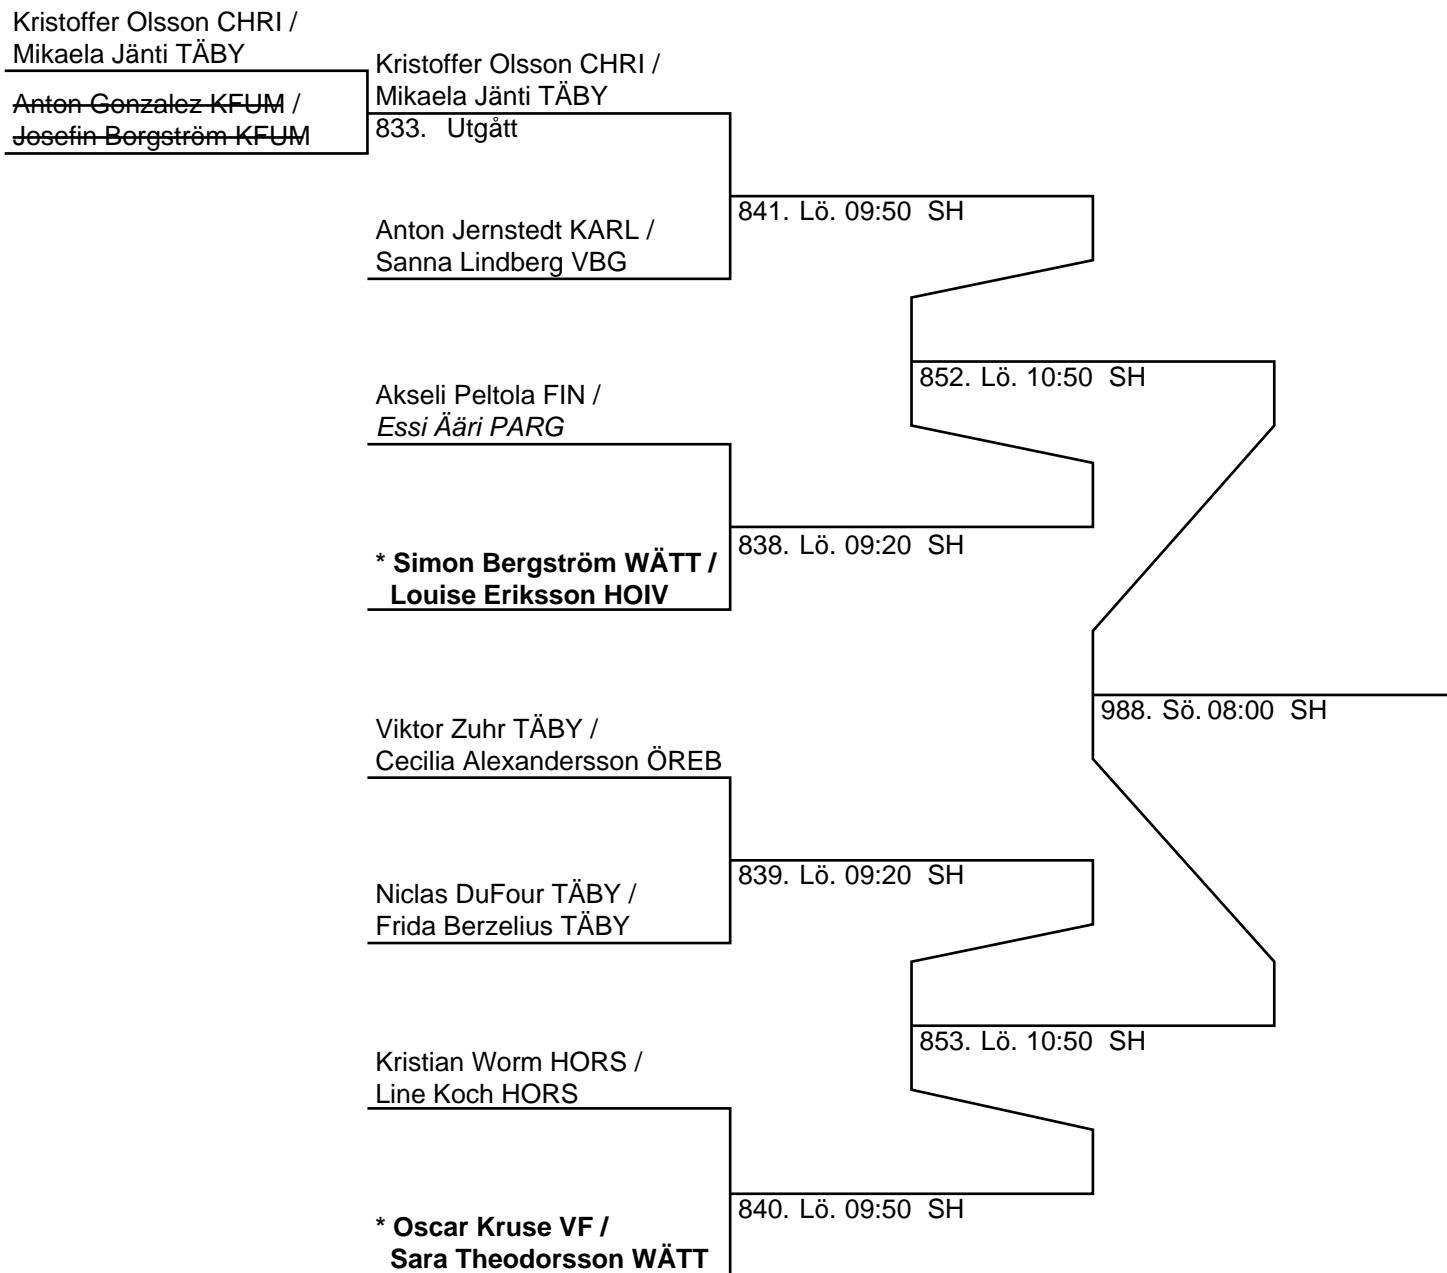 Kristoffer Olsson CHRI /
Mikaela Jänti TÄBY
Anton Gonzalez KFUM /
Josefin Borgström KFUM
Kristoffer Olsson CHRI /
Mikaela Jänti TÄBY
833. Utgått
Anton Jernstedt KARL /
Sanna Lindberg VBG
841. Lö. 09:50 SH
Akseli Peltola FIN /
Essi Ääri PARG
852. Lö. 10:50 SH
* Simon Bergström WÄTT /
Louise Eriksson HOIV
838. Lö. 09:20 SH
988. Sö. 08:00 SH
Viktor Zuhr TÄBY /
Cecilia Alexandersson ÖREB
839. Lö. 09:20 SH
Niclas DuFour TÄBY /
Frida Berzelius TÄBY
853. Lö. 10:50 SH
Kristian Worm HORS /
Line Koch HORS
840. Lö. 09:50 SH
* Oscar Kruse VF /
Sara Theodorsson WÄTT